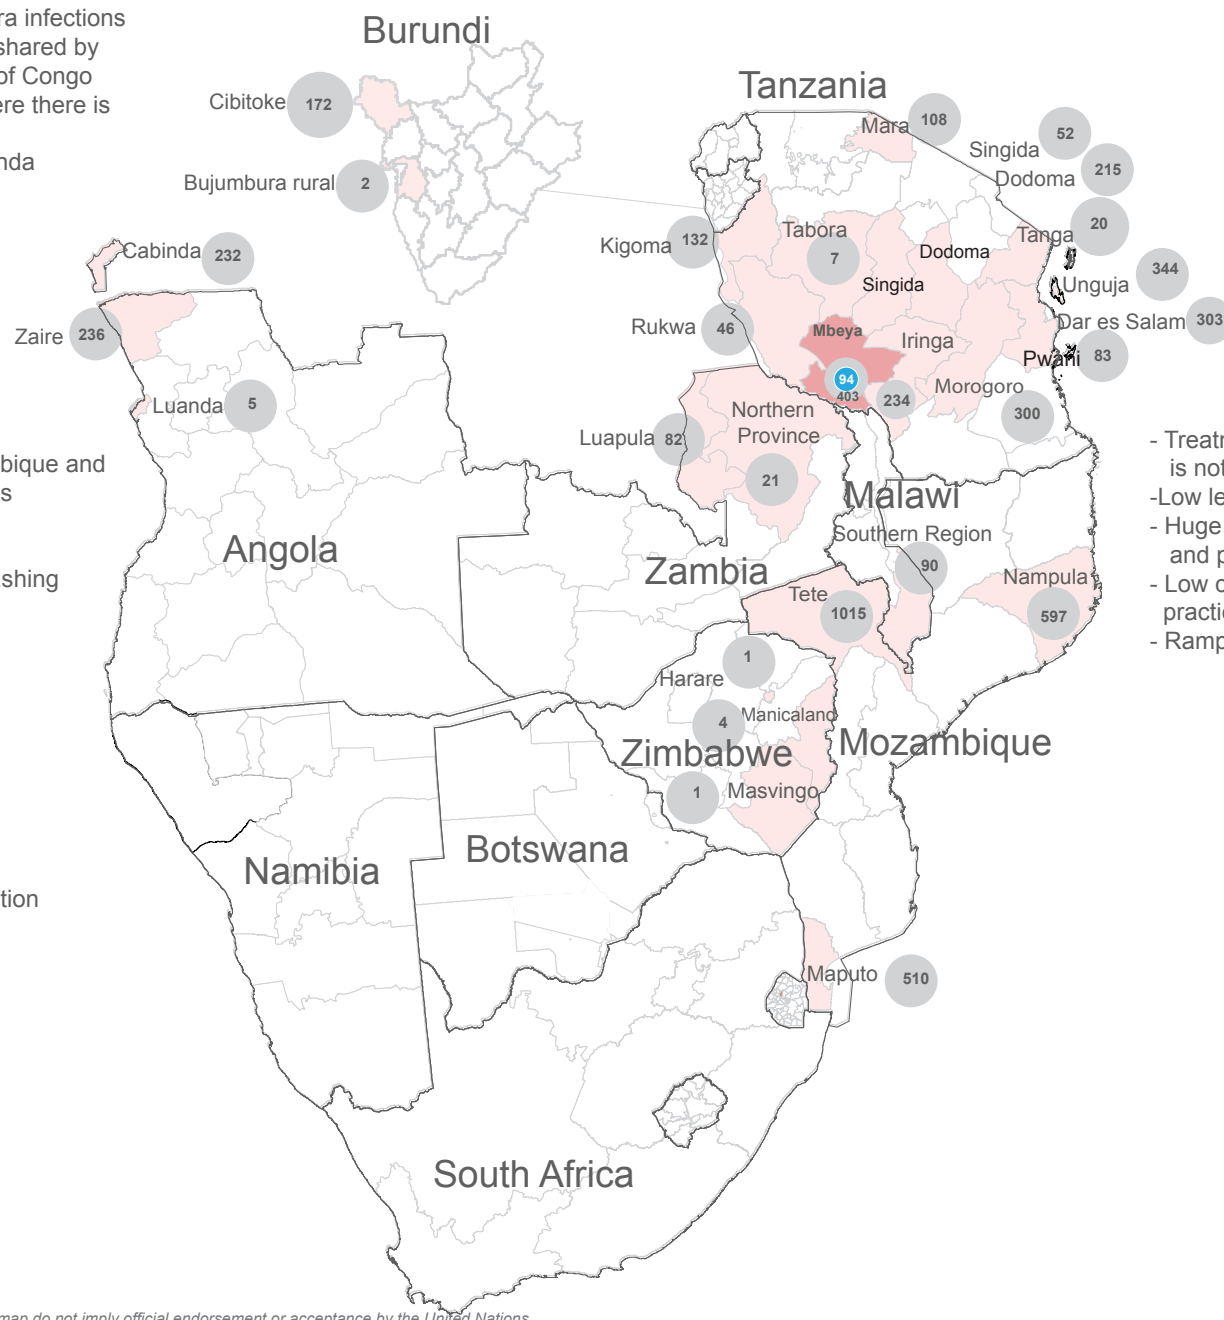 ra infections
shared by
of Congo
ere there is
nda
Burundi
Cibitoke 172
Bujumbura rural 2
Tanzania
Mara 108
Singida 52
Dodoma 215
Tanga 20
Unguja 344
Dar es Salam 303
Pwani 83
Kigoma 132
Tabora
7
Dodoma
Singida
Rukwa 46
Mbeya
Iringa
94
403
234
Morogoro
300
Cabinda 232
Zaire 236
Luanda 5
Northern
Province
21
Luapula 82
bique and
s
shing
tion
- Treatr
is not
-Low le
- Huge
and p
- Low c
practic
- Ramp
Malawi
Southern Region
90
Angola
Zambia
Nampula
597
Tete
1015
1
Harare
4
Manicaland
Zimbabwe
Mozambique
1
Masvingo
Botswana
Namibia
Maputo 510
South Africa
map do not imply official endorsement or acceptance by the United Nations